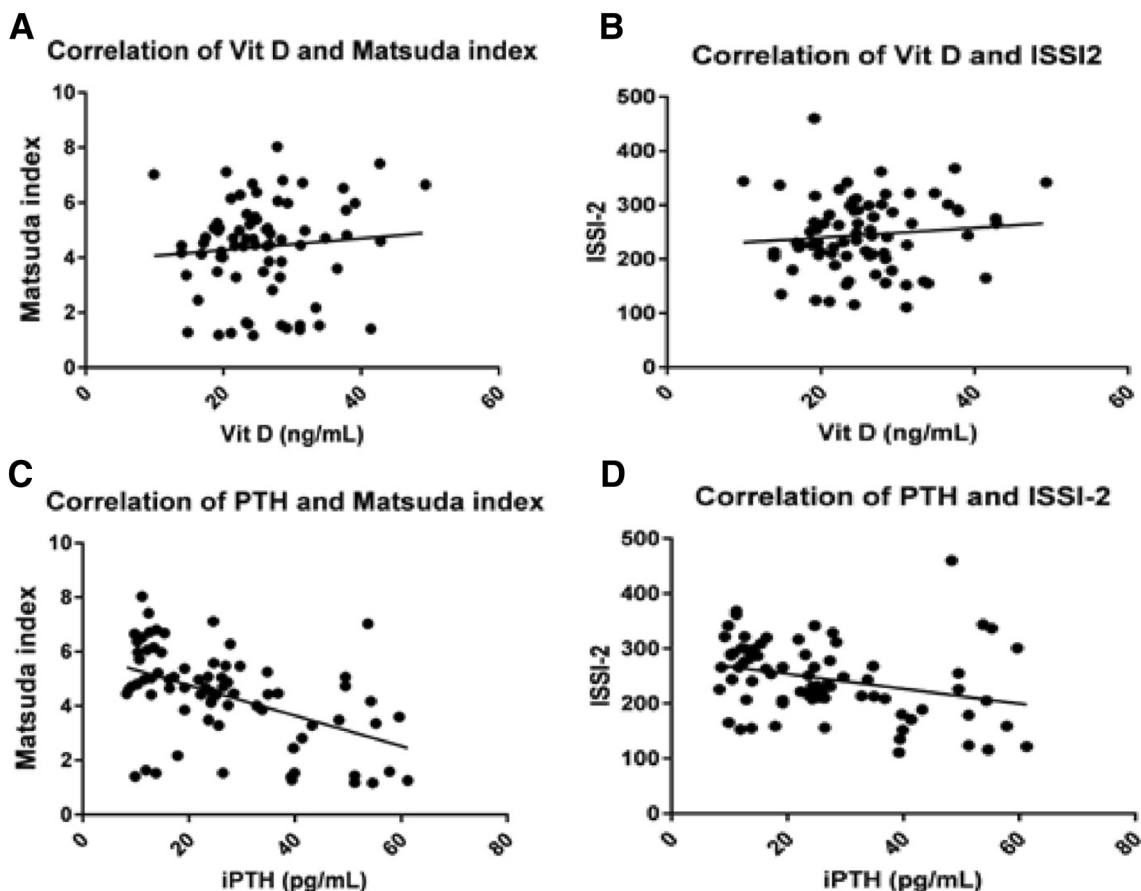 A
Correlation of Vit D and Matsuda index
Matsuda index
10
8
6
4
2
0
0
20
40
60
Vit D (ng/mL)
B
Correlation of Vit D and ISSI2
ISSI-2
500
400
300
200
100
0
0
20
40
60
Vit D (ng/mL)
C
Correlation of PTH and Matsuda index
Matsuda index
10
8
6
4
2
0
0
20
40
60
80
iPTH (pg/mL)
D
Correlation of PTH and ISSI-2
ISSI-2
500
400
300
200
100
0
0
20
40
60
80
iPTH (pg/mL)